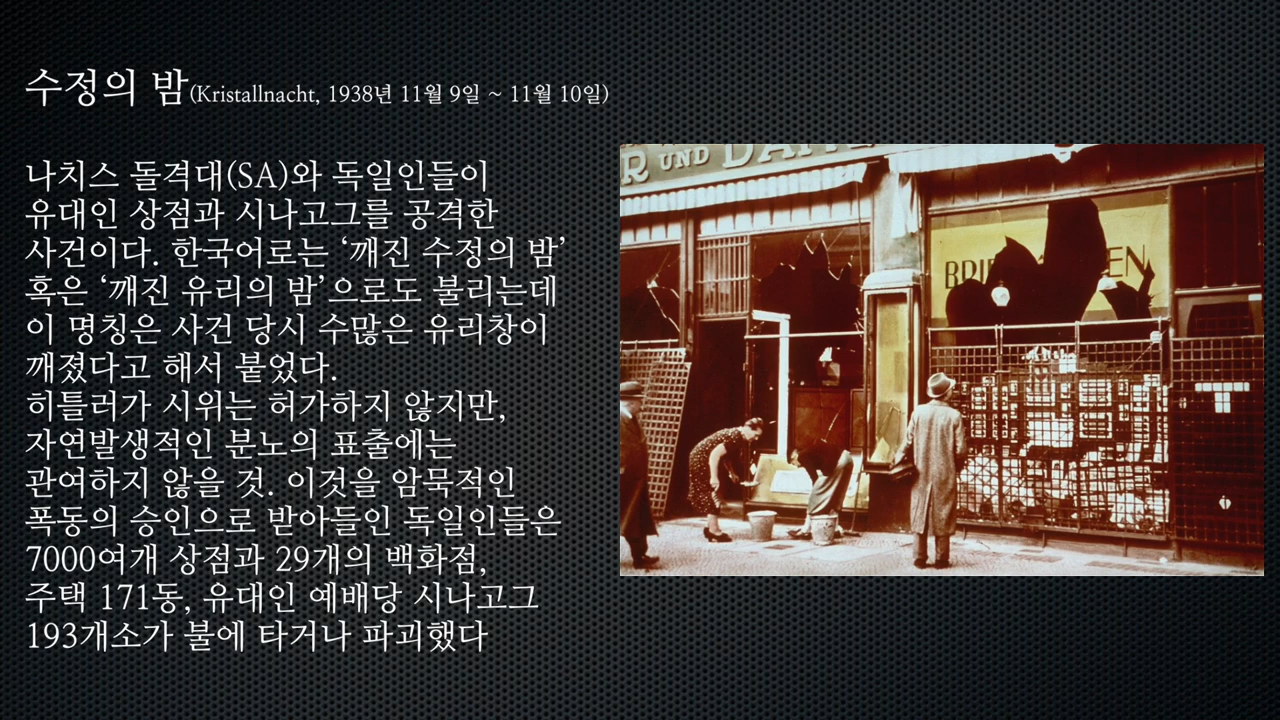 수정의 밤(Kristallnacht, 1938년 11월 9일 ~ 11월 10일)
나치스 돌격대(SA)와 독일인들이
유대인 상점과 시나고그를 공격한
사건이다. 한국어로는 ‘깨진 수정의 밤’
혹은 ‘깨진 유리의 밤’으로도 불리는데
이 명칭은 사건 당시 수많은 유리창이
깨졌다고 해서 붙었다.
히틀러가 시위는 허가하지 않지만,
자연발생적인 분노의 표출에는
관여하지 않을 것. 이것을 암묵적인
폭동의 승인으로 받아들인 독일인들은
7000여개 상점과 29개의 백화점,
주택 171동, 유대인 예배당 시나고그
193개소가 불에 타거나 파괴했다
R UND